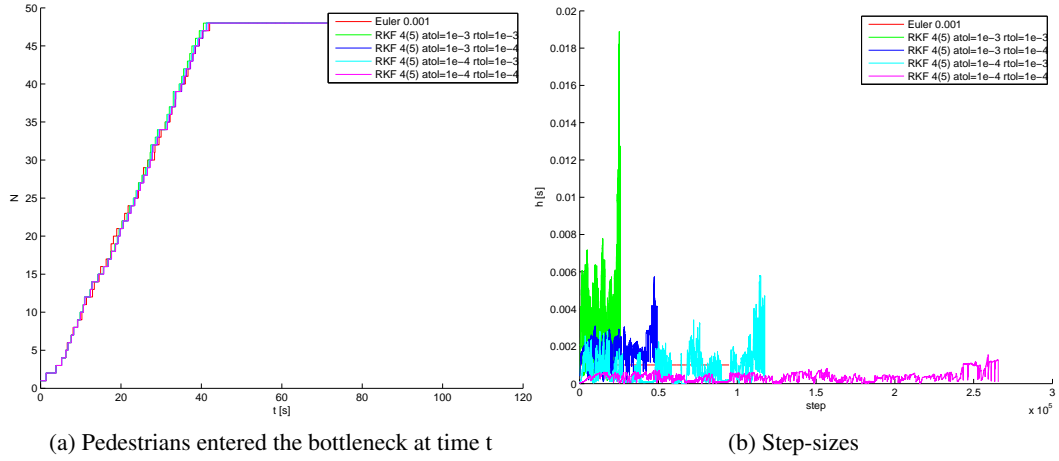 50
45
40
35
30
25
20
15
10
5
0
N
0
20
40
60
80
100
120
t [s]
Euler 0.001
RKF 4(5) atol=1e-3 rtol=1e-3
RKF 4(5) atol=1e-3 rtol=1e-4
RKF 4(5) atol=1e-4 rtol=1e-3
RKF 4(5) atol=1e-4 rtol=1e-4
(a) Pedestrians entered the bottleneck at time t
0.02
0.018
0.016
0.014
0.012
0.01
0.008
0.006
0.004
0.002
0
h [s]
0
0.5
1
1.5
2
2.5
3
x 10^5
step
Euler 0.001
RKF 4(5) atol=1e-3 rtol=1e-3
RKF 4(5) atol=1e-3 rtol=1e-4
RKF 4(5) atol=1e-4 rtol=1e-3
RKF 4(5) atol=1e-4 rtol=1e-4
(b) Step-sizes